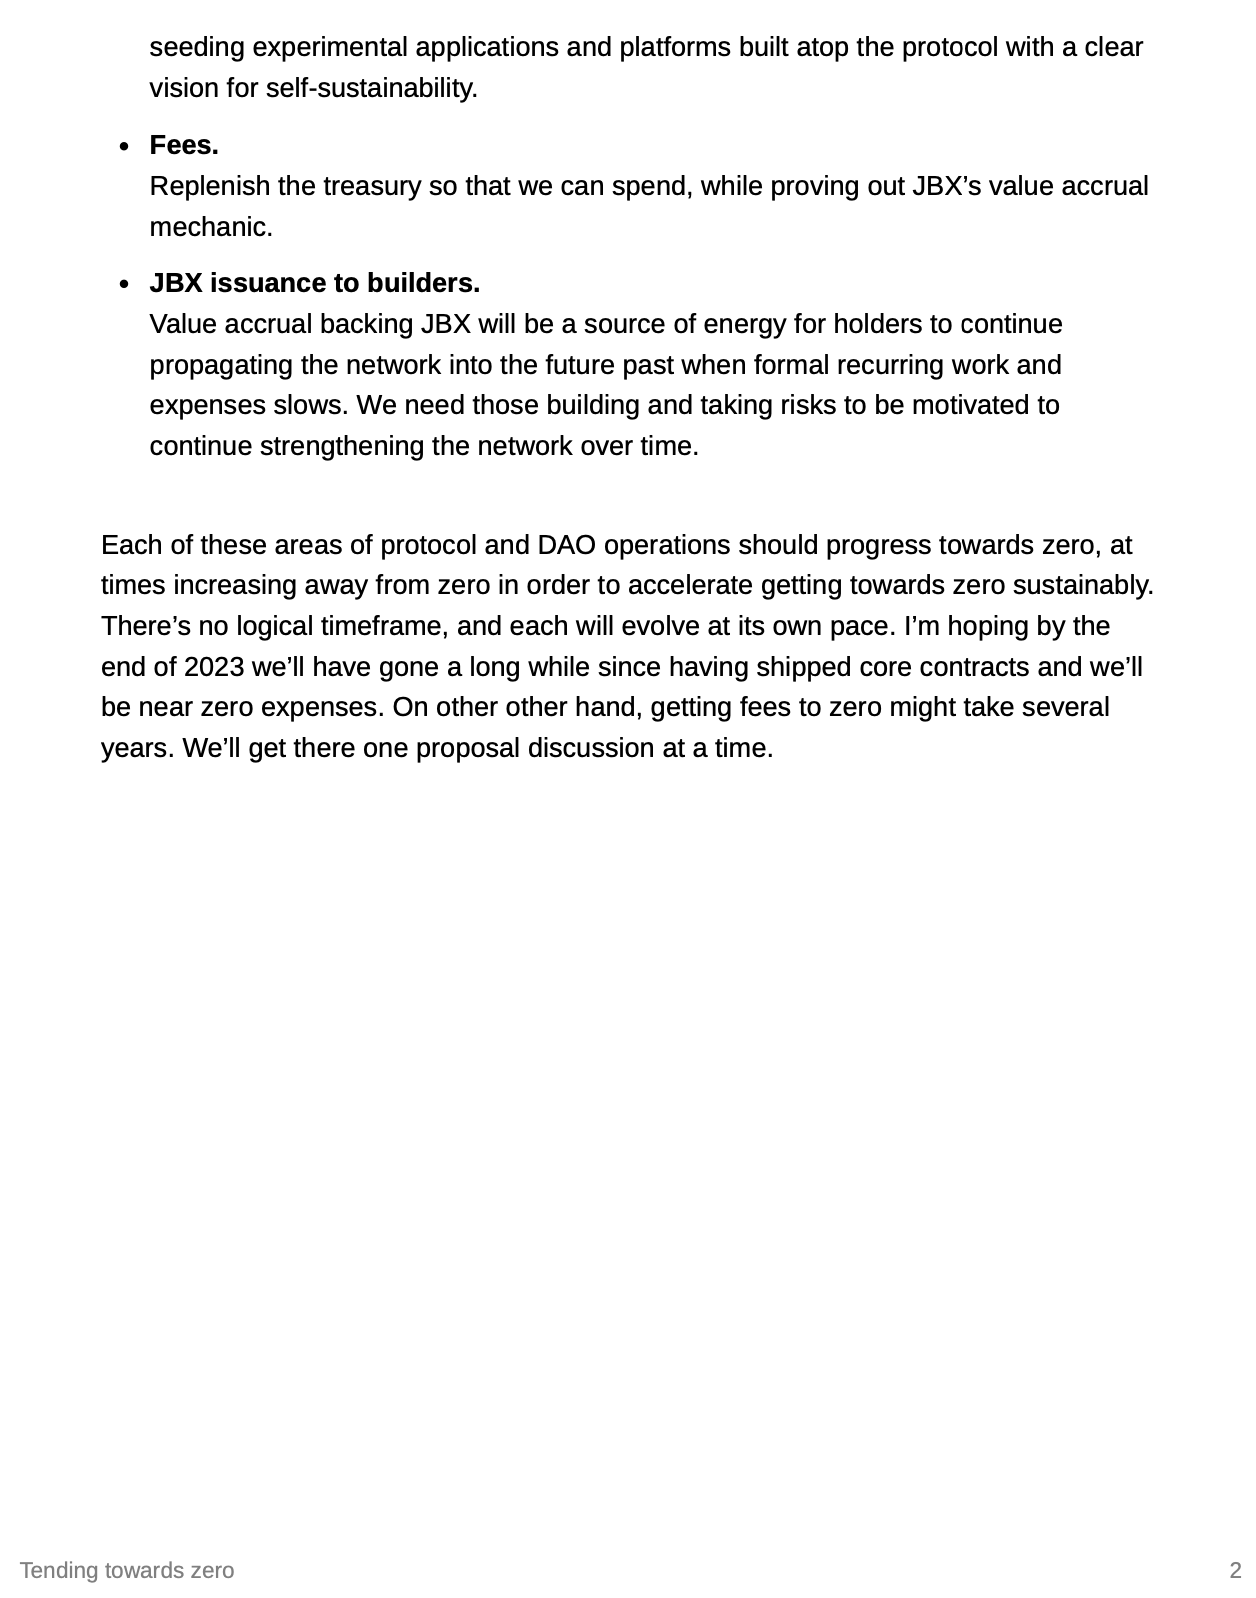 seeding experimental applications and platforms built atop the protocol with a clear
vision for self-sustainability.
• Fees.
Replenish the treasury so that we can spend, while proving out JBX’s value accrual
mechanic.
• JBX issuance to builders.
Value accrual backing JBX will be a source of energy for holders to continue
propagating the network into the future past when formal recurring work and
expenses slows. We need those building and taking risks to be motivated to
continue strengthening the network over time.
Each of these areas of protocol and DAO operations should progress towards zero, at
times increasing away from zero in order to accelerate getting towards zero sustainably.
There’s no logical timeframe, and each will evolve at its own pace. I’m hoping by the
end of 2023 we’ll have gone a long while since having shipped core contracts and we’ll
be near zero expenses. On other other hand, getting fees to zero might take several
years. We’ll get there one proposal discussion at a time.
Tending towards zero 2